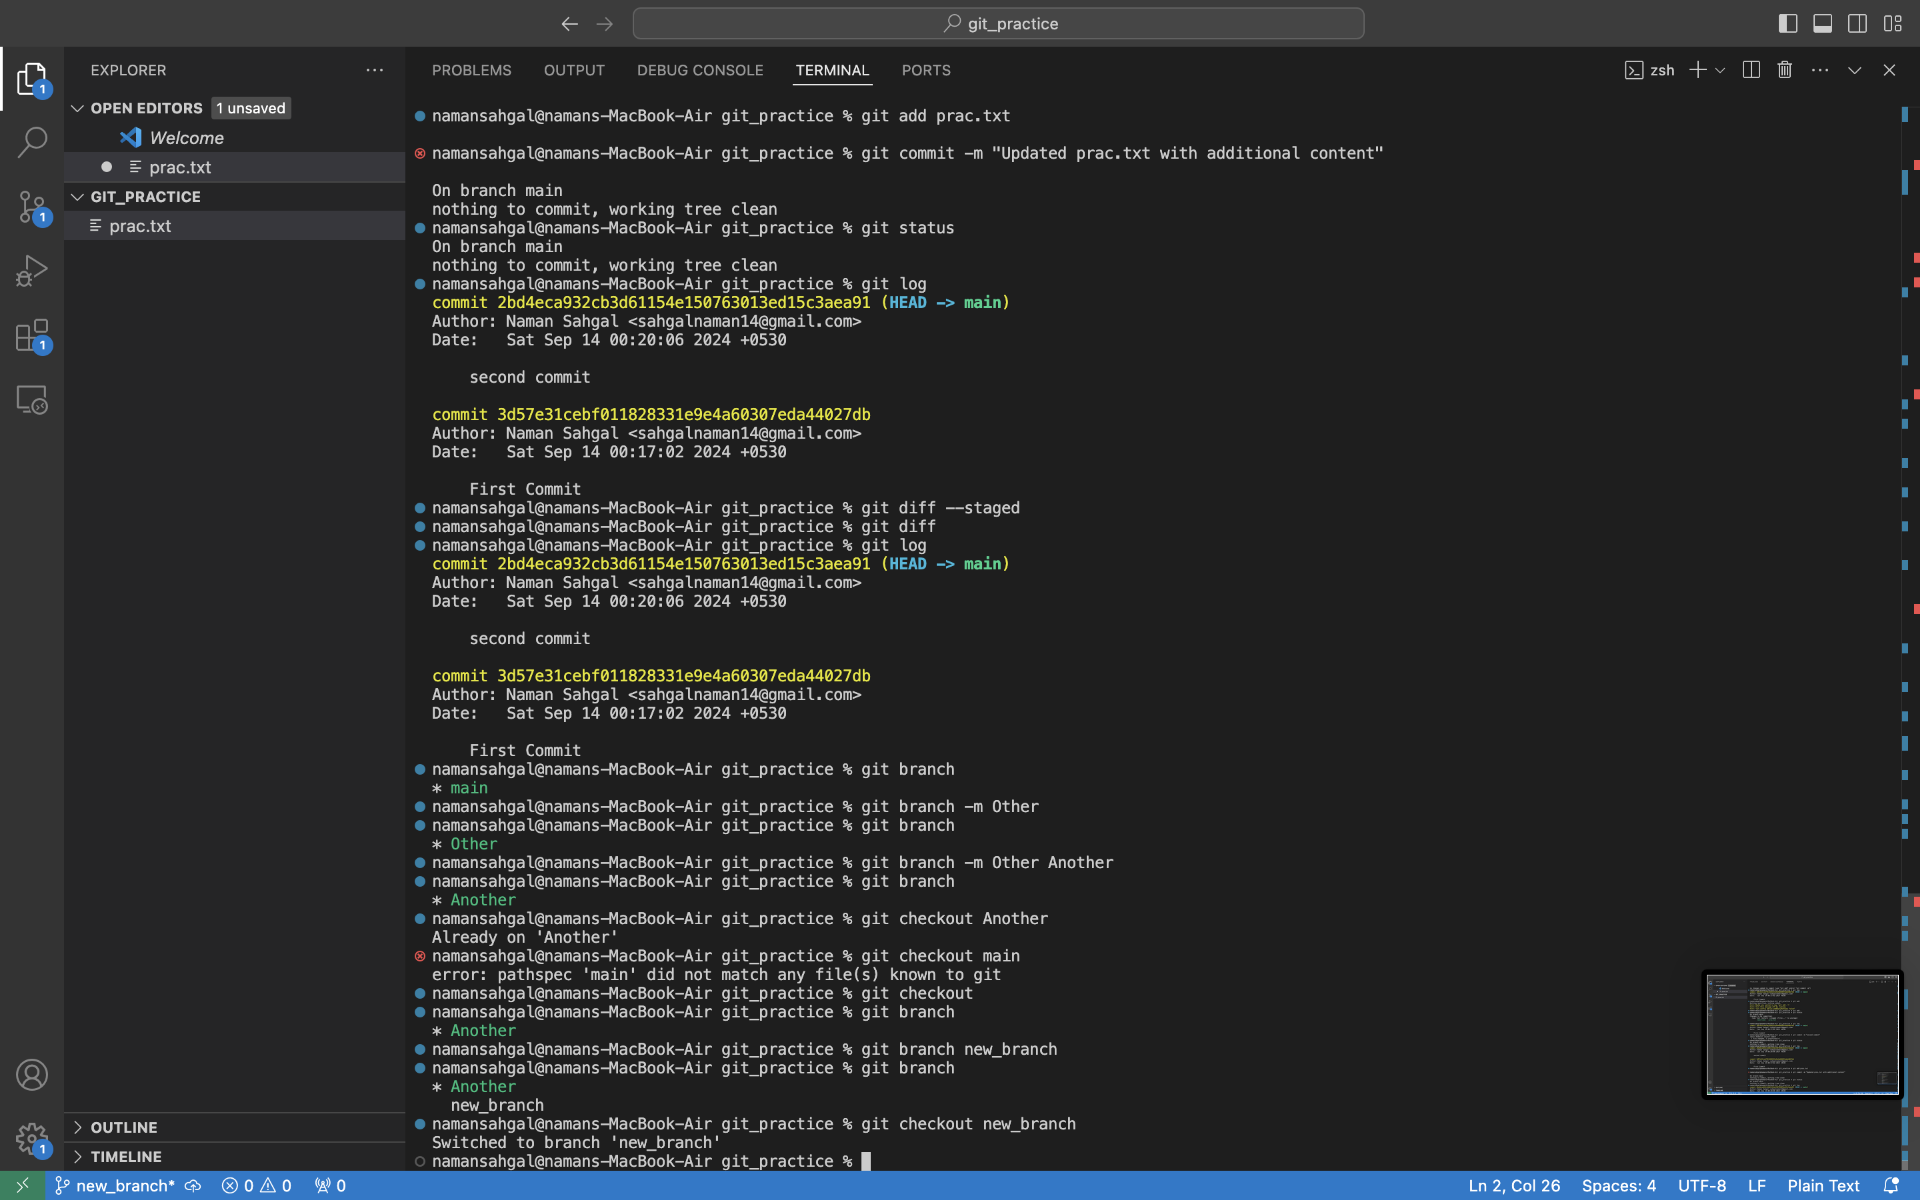 git_practice
EXPLORER
PROBLEMS OUTPUT DEBUG CONSOLE TERMINAL PORTS
zsh
1
OPEN EDITORS 1 unsaved
Welcome
prac.txt
GIT_PRACTICE
prac.txt
1
1
namansahgal@namans-MacBook-Air git_practice % git add prac.txt
namansahgal@namans-MacBook-Air git_practice % git commit -m "Updated prac.txt with additional content"
On branch main
nothing to commit, working tree clean
namansahgal@namans-MacBook-Air git_practice % git status
On branch main
nothing to commit, working tree clean
namansahgal@namans-MacBook-Air git_practice % git log
commit 2bd4eca932cb3d61154e150763013ed15c3aea91 (HEAD -> main)
Author: Naman Sahgal <sahgalnaman14@gmail.com>
Date:   Sat Sep 14 00:20:06 2024 +0530
second commit
commit 3d57e31cebf011828331e9e4a60307eda44027db
Author: Naman Sahgal <sahgalnaman14@gmail.com>
Date:   Sat Sep 14 00:17:02 2024 +0530
First Commit
namansahgal@namans-MacBook-Air git_practice % git diff --staged
namansahgal@namans-MacBook-Air git_practice % git diff
namansahgal@namans-MacBook-Air git_practice % git log
commit 2bd4eca932cb3d61154e150763013ed15c3aea91 (HEAD -> main)
Author: Naman Sahgal <sahgalnaman14@gmail.com>
Date:   Sat Sep 14 00:20:06 2024 +0530
second commit
commit 3d57e31cebf011828331e9e4a60307eda44027db
Author: Naman Sahgal <sahgalnaman14@gmail.com>
Date:   Sat Sep 14 00:17:02 2024 +0530
First Commit
namansahgal@namans-MacBook-Air git_practice % git branch
* main
namansahgal@namans-MacBook-Air git_practice % git branch -m Other
namansahgal@namans-MacBook-Air git_practice % git branch
* Other
namansahgal@namans-MacBook-Air git_practice % git branch -m Other Another
namansahgal@namans-MacBook-Air git_practice % git branch
* Another
namansahgal@namans-MacBook-Air git_practice % git checkout Another
Already on 'Another'
namansahgal@namans-MacBook-Air git_practice % git checkout main
error: pathspec 'main' did not match any file(s) known to git
namansahgal@namans-MacBook-Air git_practice % git checkout
namansahgal@namans-MacBook-Air git_practice % git branch
* Another
namansahgal@namans-MacBook-Air git_practice % git branch new_branch
namansahgal@namans-MacBook-Air git_practice % git branch
* Another
new_branch
namansahgal@namans-MacBook-Air git_practice % git checkout new_branch
Switched to branch 'new_branch'
namansahgal@namans-MacBook-Air git_practice %
OUTLINE
TIMELINE
1
new_branch* 0 0 0
Ln 2, Col 26 Spaces: 4 UTF-8 LF Plain Text